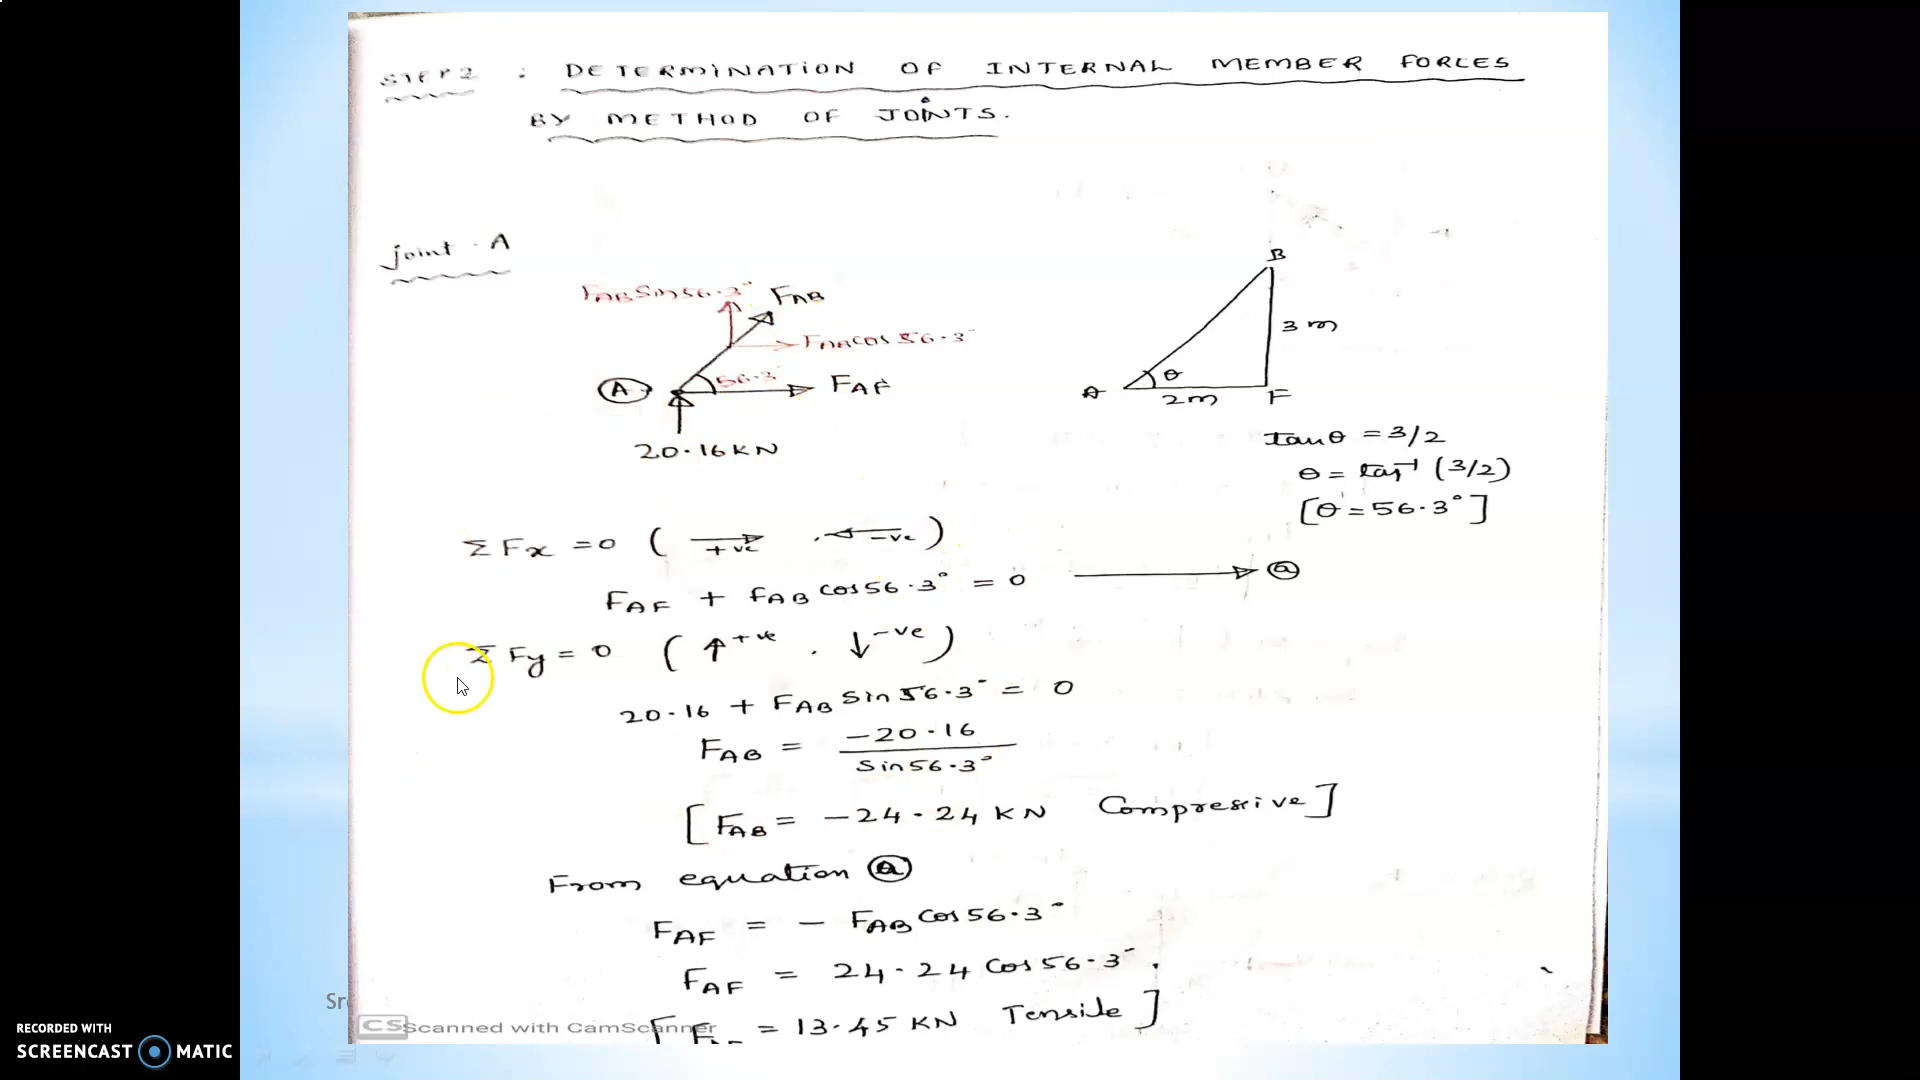 STEP 2 : DETERMINATION OF INTERNAL MEMBER FORCES
BY METHOD OF JOINTS.
joint - A
FAB Sin 56.3°
FAB
FAB cos 56.3°
56.3°
A
FAF
20.16 KN
B
3 m
θ
A
2m
F
tan θ = 3/2
θ = tan⁻¹ (3/2)
[θ = 56.3°]
Σ Fx = 0 ( → +ve , ← -ve )
FAF + FAB cos 56.3° = 0 → ⓐ
Σ Fy = 0 ( ↑ +ve , ↓ -ve )
20.16 + FAB Sin 56.3° = 0
FAB = -20.16
Sin 56.3°
[FAB = -24.24 KN Compressive]
From equation ⓐ
FAF = - FAB cos 56.3°
FAF = 24.24 Cos 56.3°
= 13.45 KN Tensile ]
CS Scanned with CamScanner
RECORDED WITH
SCREENCAST MATIC